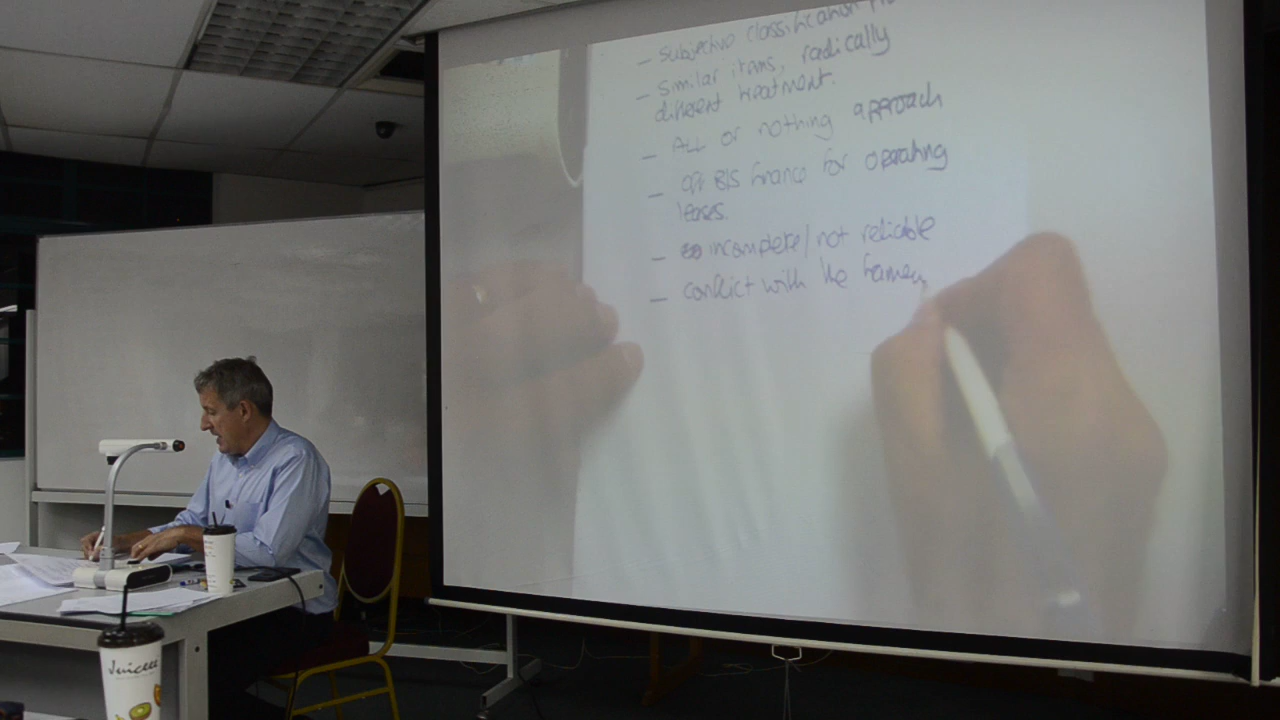 – Subjective classification
– Similar items, radically
different treatment.
– ALL or nothing approach
– Off B/S finance for operating
leases.
– incomplete/not reliable
– conflict with the framew
Juiceee